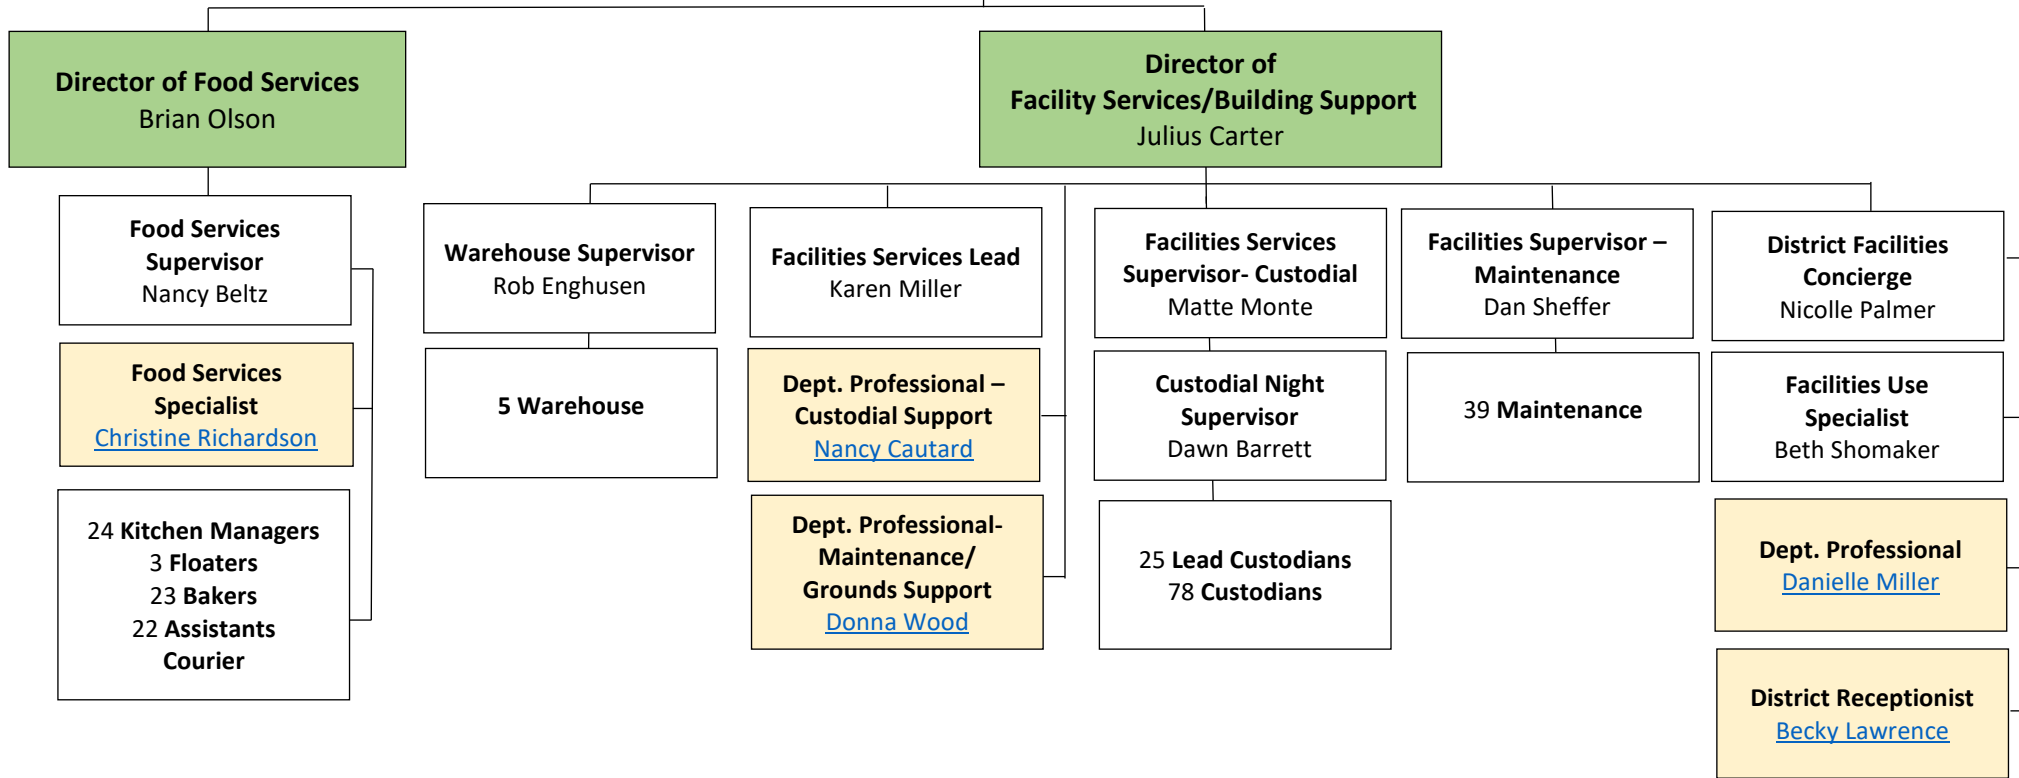 Director of Food Services
Brian Olson
Director of
Facility Services/Building Support
Julius Carter
Food Services
Supervisor
Nancy Beltz
Food Services
Specialist
Christine Richardson
24 Kitchen Managers
3 Floaters
23 Bakers
22 Assistants
Courier
Warehouse Supervisor
Rob Enghusen
5 Warehouse
Facilities Services Lead
Karen Miller
Dept. Professional –
Custodial Support
Nancy Cautard
Dept. Professional-
Maintenance/
Grounds Support
Donna Wood
Facilities Services
Supervisor- Custodial
Matte Monte
Custodial Night
Supervisor
Dawn Barrett
25 Lead Custodians
78 Custodians
Facilities Supervisor –
Maintenance
Dan Sheffer
39 Maintenance
District Facilities
Concierge
Nicolle Palmer
Facilities Use
Specialist
Beth Shomaker
Dept. Professional
Danielle Miller
District Receptionist
Becky Lawrence